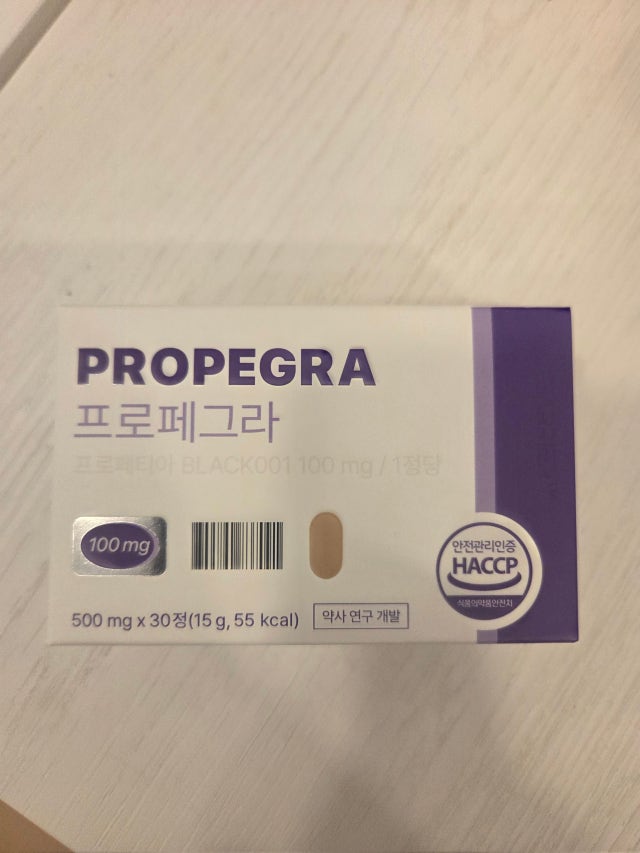 PROPEGRA
프로페그라
프로페티아 BLACK001 100 mg / 1정당
100 mg
안전관리인증
HACCP
식품의약품안전처
500 mg x 30정(15 g, 55 kcal)
약사 연구 개발